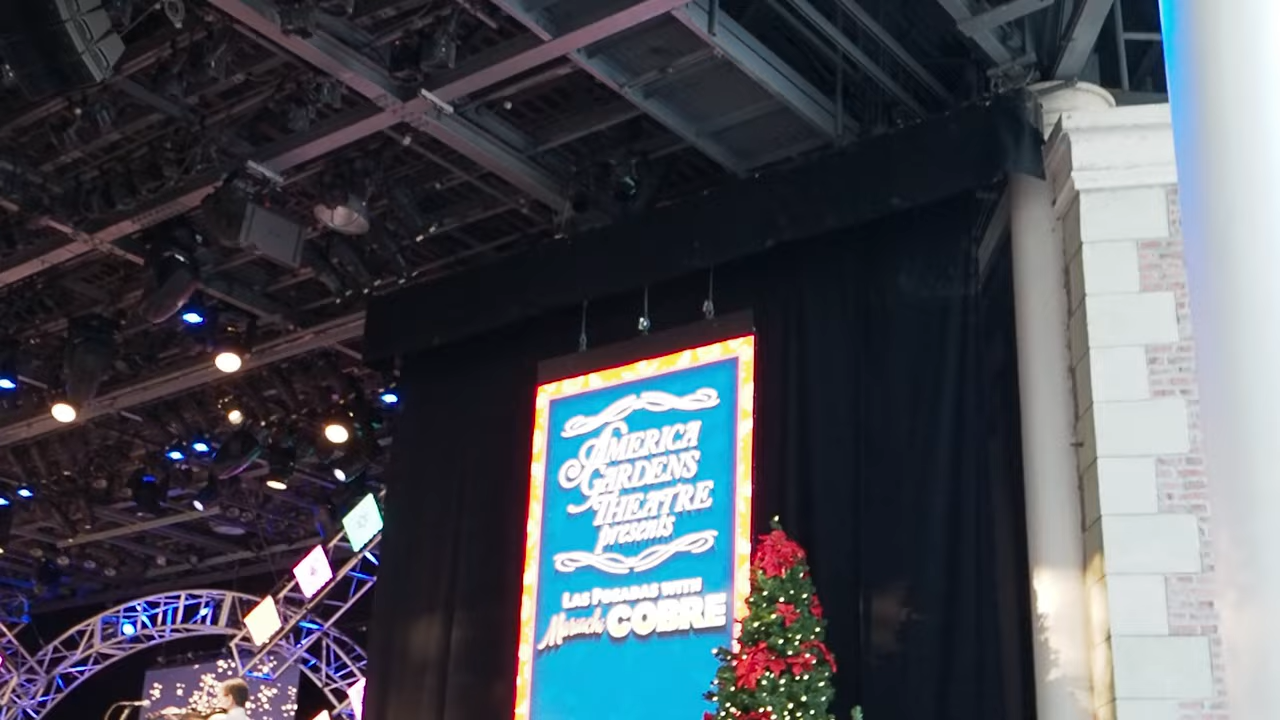 AMERICA
GARDENS
THEATRE
presents
LAS POSADAS WITH
Mariachi COBRE